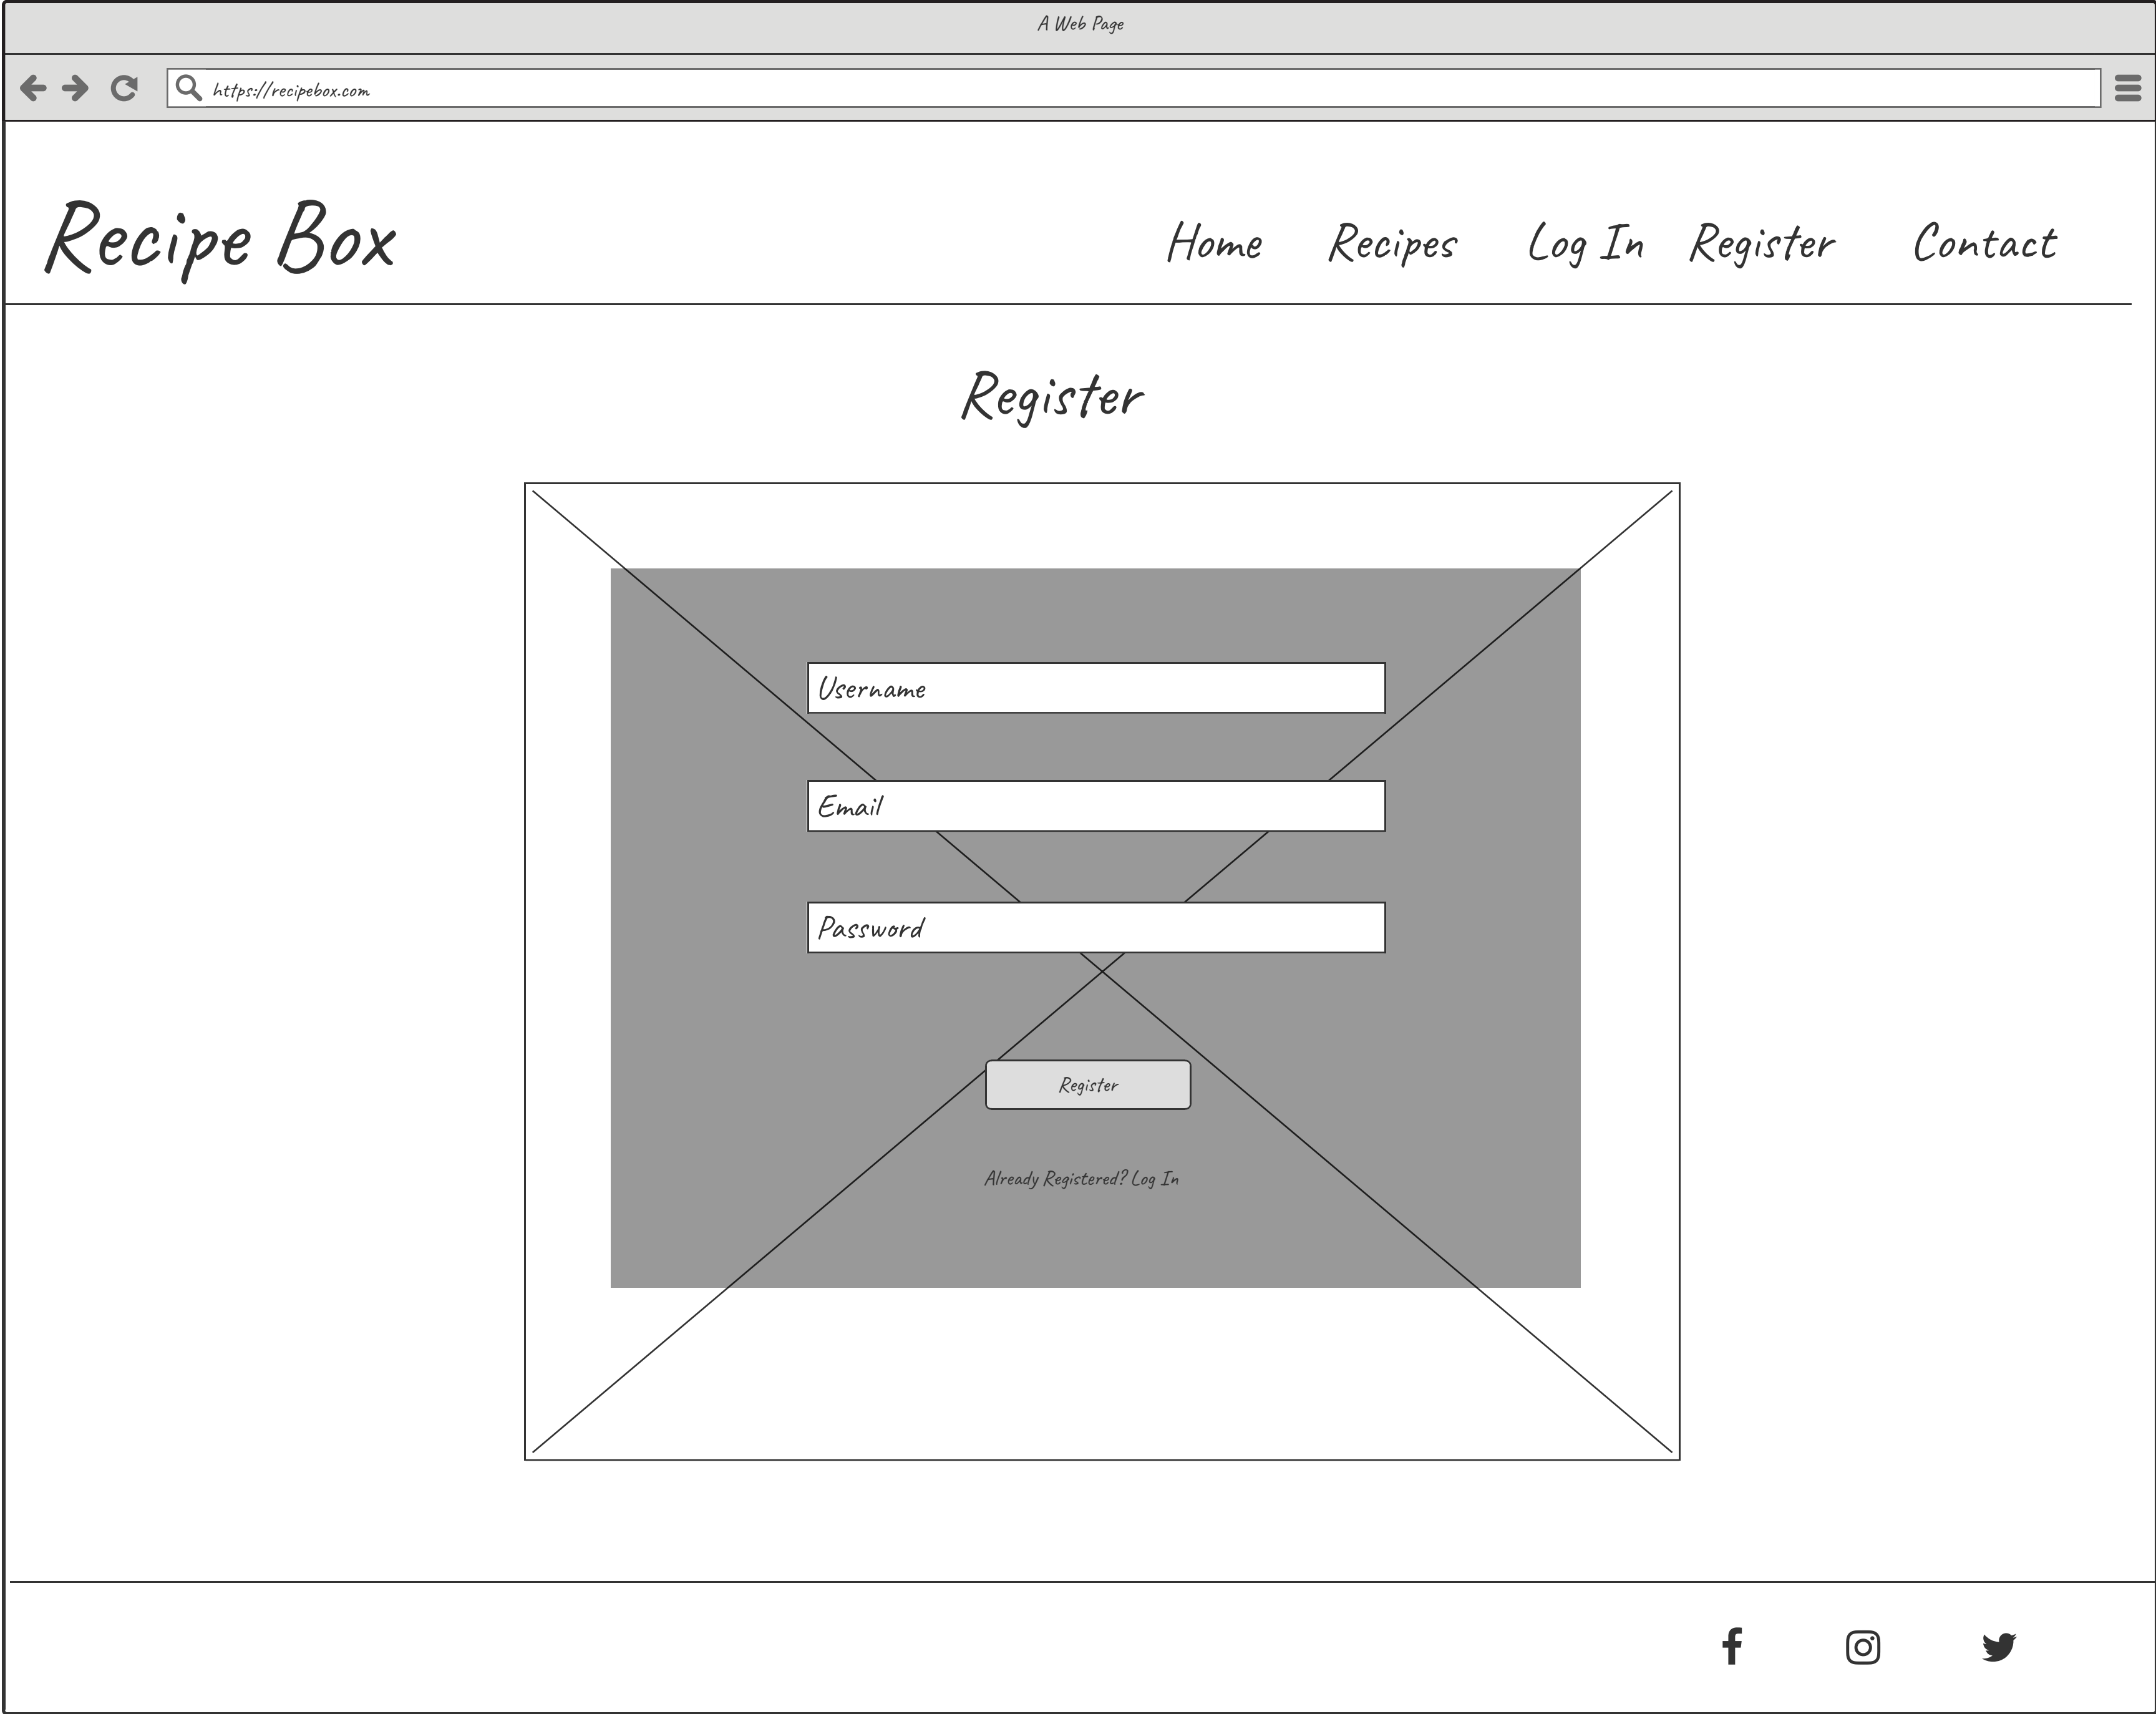 A Web Page
https://recipebox.com
Recipe Box
Home Recipes Log In Register Contact
Register
Username
Email
Password
Register
Already Registered? Log In